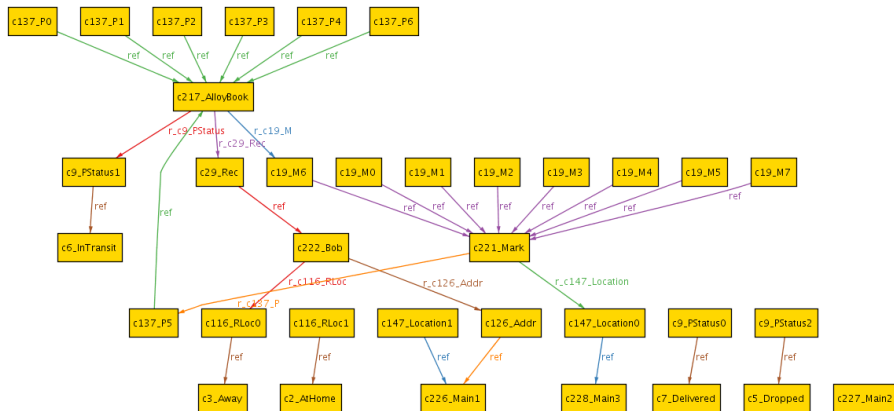 c137_P0 c137_P1 c137_P2 c137_P3 c137_P4 c137_P6
ref ref ref ref ref ref
c217_AlloyBook
r_c9_PStatus r_c29_Rec r_c19_M
c9_PStatus1 c29_Rec c19_M6 c19_M0 c19_M1 c19_M2 c19_M3 c19_M4 c19_M5 c19_M7
ref ref ref ref ref ref ref ref ref ref ref
c6_InTransit c222_Bob c221_Mark
r_c116_RLoc r_c126_Addr r_c147_Location
r_c137_P
c137_P5 c116_RLoc0 c116_RLoc1 c147_Location1 c126_Addr c147_Location0 c9_PStatus0 c9_PStatus2
ref ref ref ref ref ref ref
c3_Away c2_AtHome c226_Main1 c228_Main3 c7_Delivered c5_Dropped c227_Main2